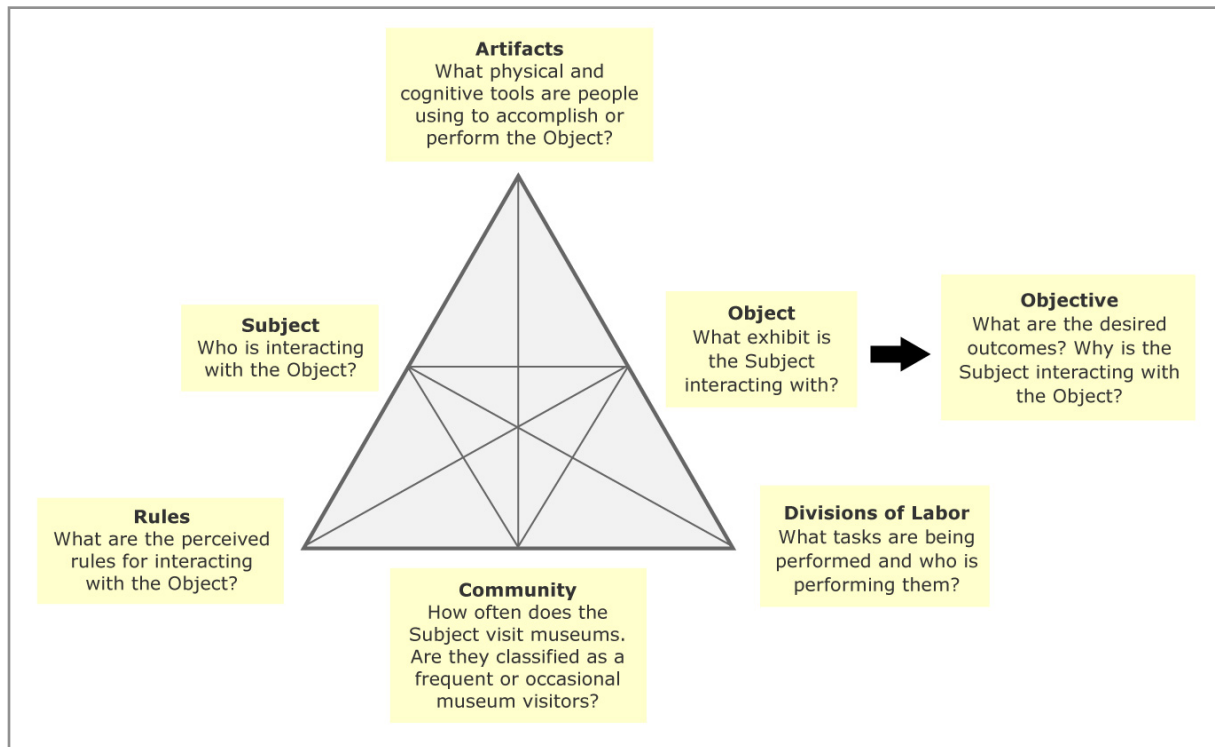 Artifacts
What physical and
cognitive tools are people
using to accomplish or
perform the Object?
Subject
Who is interacting
with the Object?
Object
What exhibit is
the Subject
interacting with?
Objective
What are the desired
outcomes? Why is the
Subject interacting with
the Object?
Rules
What are the perceived
rules for interacting
with the Object?
Community
How often does the
Subject visit museums.
Are they classified as a
frequent or occasional
museum visitors?
Divisions of Labor
What tasks are being
performed and who is
performing them?